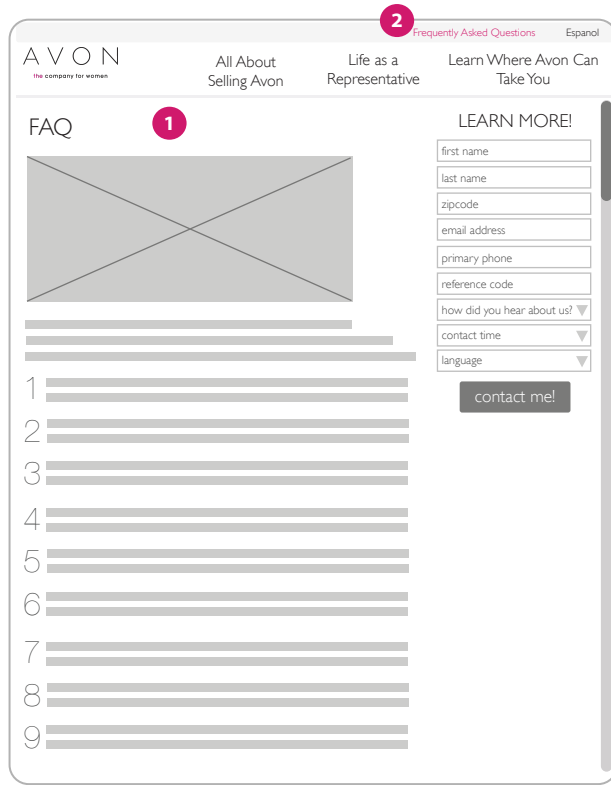 2
Frequently Asked Questions
Espanol
AVON
the company for women
All About
Selling Avon
Life as a
Representative
Learn Where Avon Can
Take You
FAQ
1
LEARN MORE!
first name
last name
zipcode
email address
primary phone
reference code
how did you hear about us?
contact time
language
contact me!
1
2
3
4
5
6
7
8
9